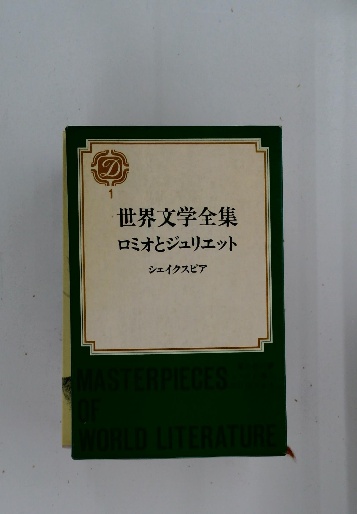 D
1
世界文学全集
ロミオとジュリエット
シェイクスピア
MASTERPIECES
OF
WORLD LITERATURE